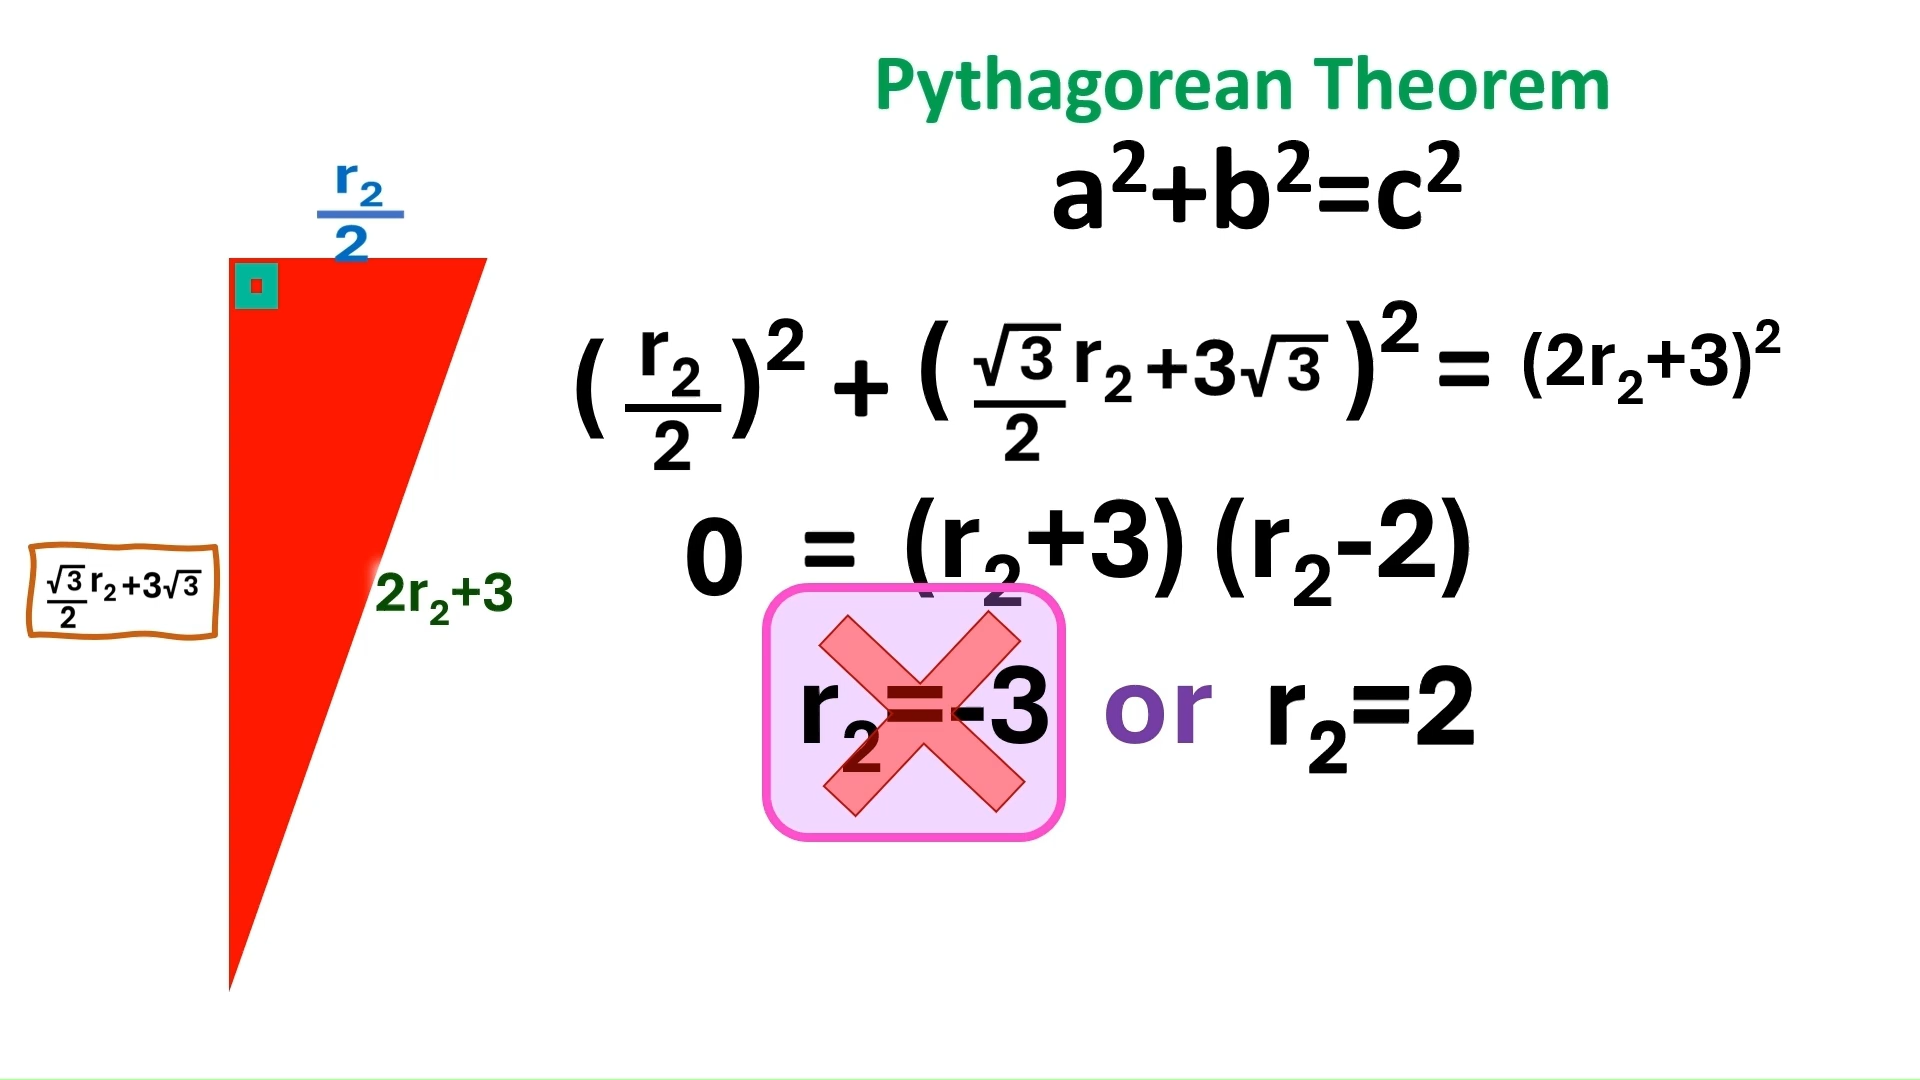 Pythagorean Theorem
a²+b²=c²
r₂/2
(r₂/2)² + (√3/2 r₂+3√3)² = (2r₂+3)²
0 = (r₂+3) (r₂-2)
√3/2 r₂+3√3
2r₂+3
r₂=-3 or r₂=2